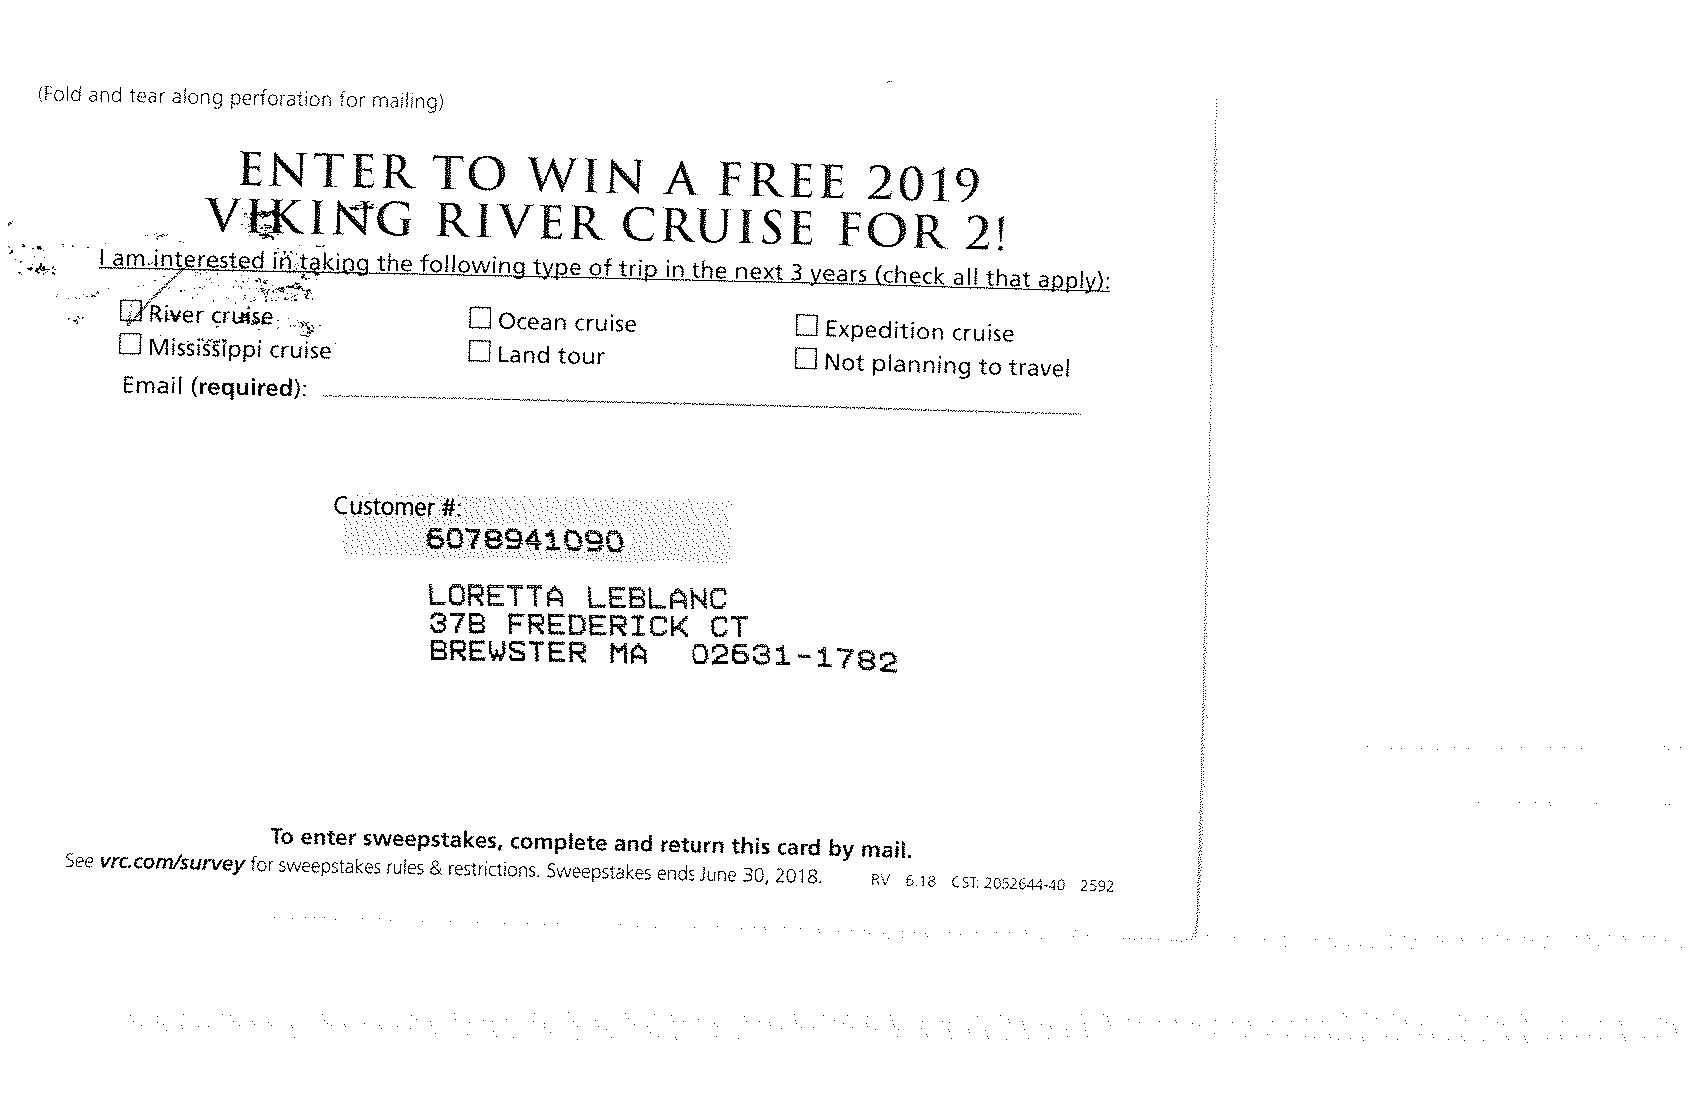 (Fold and tear along perforation for mailing)
ENTER TO WIN A FREE 2019
VIKING RIVER CRUISE FOR 2!
I am interested in taking the following type of trip in the next 3 years (check all that apply):
River cruise Ocean cruise Expedition cruise
Mississippi cruise Land tour Not planning to travel
Email (required):
Customer #:
6078941090
LORETTA LEBLANC
37B FREDERICK CT
BREWSTER MA 02631-1782
To enter sweepstakes, complete and return this card by mail.
See vrc.com/survey for sweepstakes rules & restrictions. Sweepstakes ends June 30, 2018. RV 6.18 CST: 2052644-40 2592